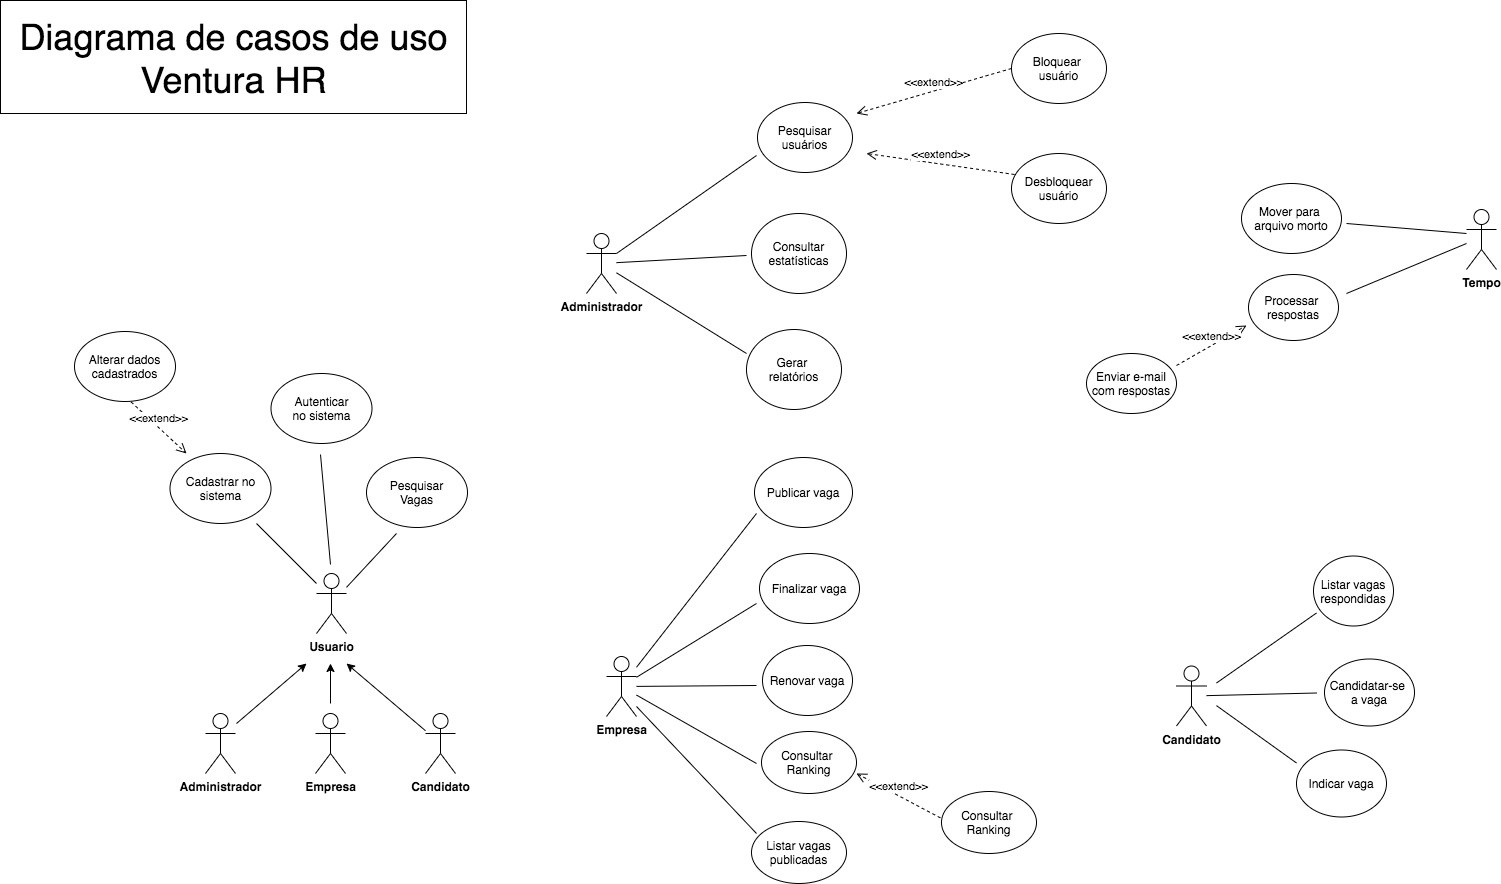 Diagrama de casos de uso
Ventura HR
Bloquear
usuário
<<extend>>
Pesquisar
usuários
<<extend>>
Desbloquear
usuário
Consultar
estatísticas
Administrador
Gerar
relatórios
Mover para
arquivo morto
Tempo
Processar
respostas
<<extend>>
Enviar e-mail
com respostas
Alterar dados
cadastrados
<<extend>>
Autenticar
no sistema
Cadastrar no
sistema
Pesquisar
Vagas
Usuario
Administrador
Empresa
Candidato
Publicar vaga
Finalizar vaga
Renovar vaga
Empresa
Consultar
Ranking
<<extend>>
Consultar
Ranking
Listar vagas
publicadas
Listar vagas
respondidas
Candidatar-se
a vaga
Candidato
Indicar vaga